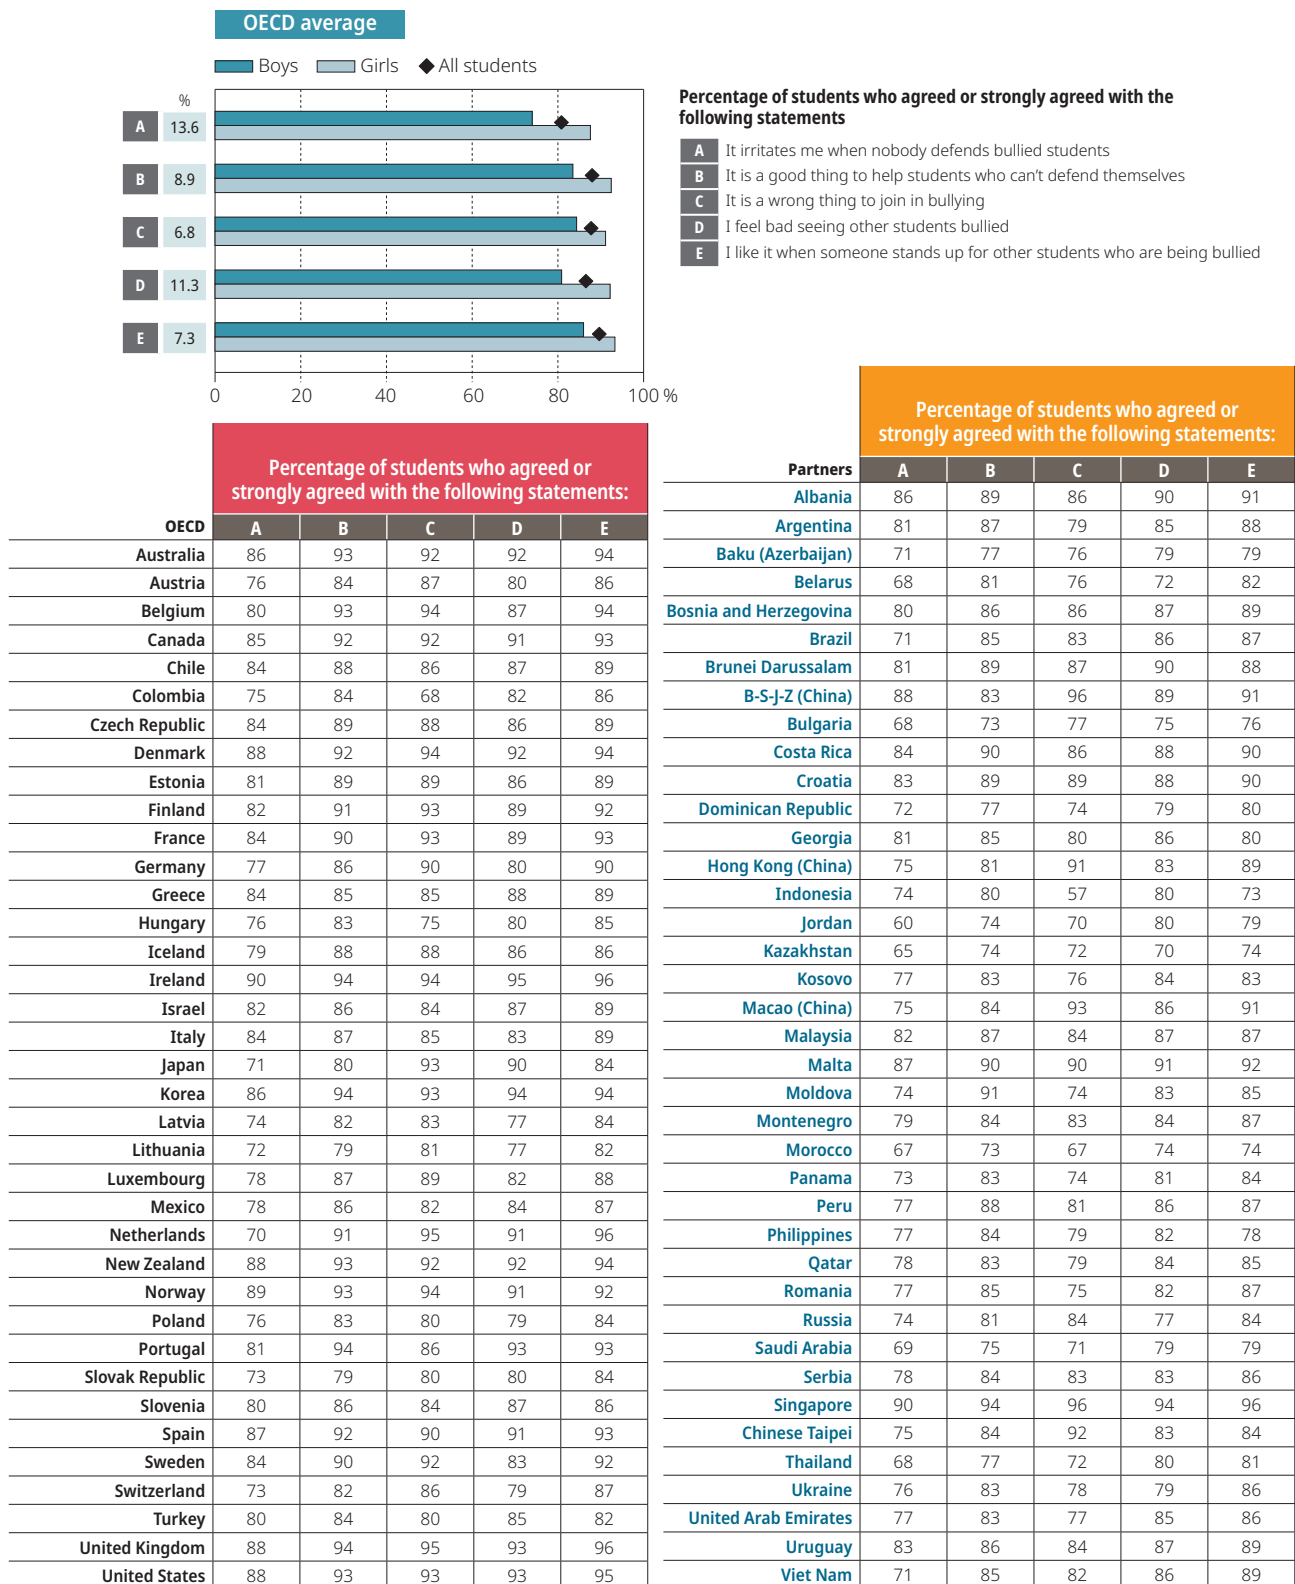 OECD average
Boys Girls All students
%
A 13.6
B 8.9
C 6.8
D 11.3
E 7.3
0 20 40 60 80 100 %
Percentage of students who agreed or strongly agreed with the
following statements
A It irritates me when nobody defends bullied students
B It is a good thing to help students who can't defend themselves
C It is a wrong thing to join in bullying
D I feel bad seeing other students bullied
E I like it when someone stands up for other students who are being bullied
Percentage of students who agreed or
strongly agreed with the following statements:
OECD A B C D E
Australia 86 93 92 92 94
Austria 76 84 87 80 86
Belgium 80 93 94 87 94
Canada 85 92 92 91 93
Chile 84 88 86 87 89
Colombia 75 84 68 82 86
Czech Republic 84 89 88 86 89
Denmark 88 92 94 92 94
Estonia 81 89 89 86 89
Finland 82 91 93 89 92
France 84 90 93 89 93
Germany 77 86 90 80 90
Greece 84 85 85 88 89
Hungary 76 83 75 80 85
Iceland 79 88 88 86 86
Ireland 90 94 94 95 96
Israel 82 86 84 87 89
Italy 84 87 85 83 89
Japan 71 80 93 90 84
Korea 86 94 93 94 94
Latvia 74 82 83 77 84
Lithuania 72 79 81 77 82
Luxembourg 78 87 89 82 88
Mexico 78 86 82 84 87
Netherlands 70 91 95 91 96
New Zealand 88 93 92 92 94
Norway 89 93 94 91 92
Poland 76 83 80 79 84
Portugal 81 94 86 93 93
Slovak Republic 73 79 80 80 84
Slovenia 80 86 84 87 86
Spain 87 92 90 91 93
Sweden 84 90 92 83 92
Switzerland 73 82 86 79 87
Turkey 80 84 80 85 82
United Kingdom 88 94 95 93 96
United States 88 93 93 93 95
Percentage of students who agreed or
strongly agreed with the following statements:
Partners A B C D E
Albania 86 89 86 90 91
Argentina 81 87 79 85 88
Baku (Azerbaijan) 71 77 76 79 79
Belarus 68 81 76 72 82
Bosnia and Herzegovina 80 86 86 87 89
Brazil 71 85 83 86 87
Brunei Darussalam 81 89 87 90 88
B-S-J-Z (China) 88 83 96 89 91
Bulgaria 68 73 77 75 76
Costa Rica 84 90 86 88 90
Croatia 83 89 89 88 90
Dominican Republic 72 77 74 79 80
Georgia 81 85 80 86 80
Hong Kong (China) 75 81 91 83 89
Indonesia 74 80 57 80 73
Jordan 60 74 70 80 79
Kazakhstan 65 74 72 70 74
Kosovo 77 83 76 84 83
Macao (China) 75 84 93 86 91
Malaysia 82 87 84 87 87
Malta 87 90 90 91 92
Moldova 74 91 74 83 85
Montenegro 79 84 83 84 87
Morocco 67 73 67 74 74
Panama 73 83 74 81 84
Peru 77 88 81 86 87
Philippines 77 84 79 82 78
Qatar 78 83 79 84 85
Romania 77 85 75 82 87
Russia 74 81 84 77 84
Saudi Arabia 69 75 71 79 79
Serbia 78 84 83 83 86
Singapore 90 94 96 94 96
Chinese Taipei 75 84 92 83 84
Thailand 68 77 72 80 81
Ukraine 76 83 78 79 86
United Arab Emirates 77 83 77 85 86
Uruguay 83 86 84 87 89
Viet Nam 71 85 82 86 89